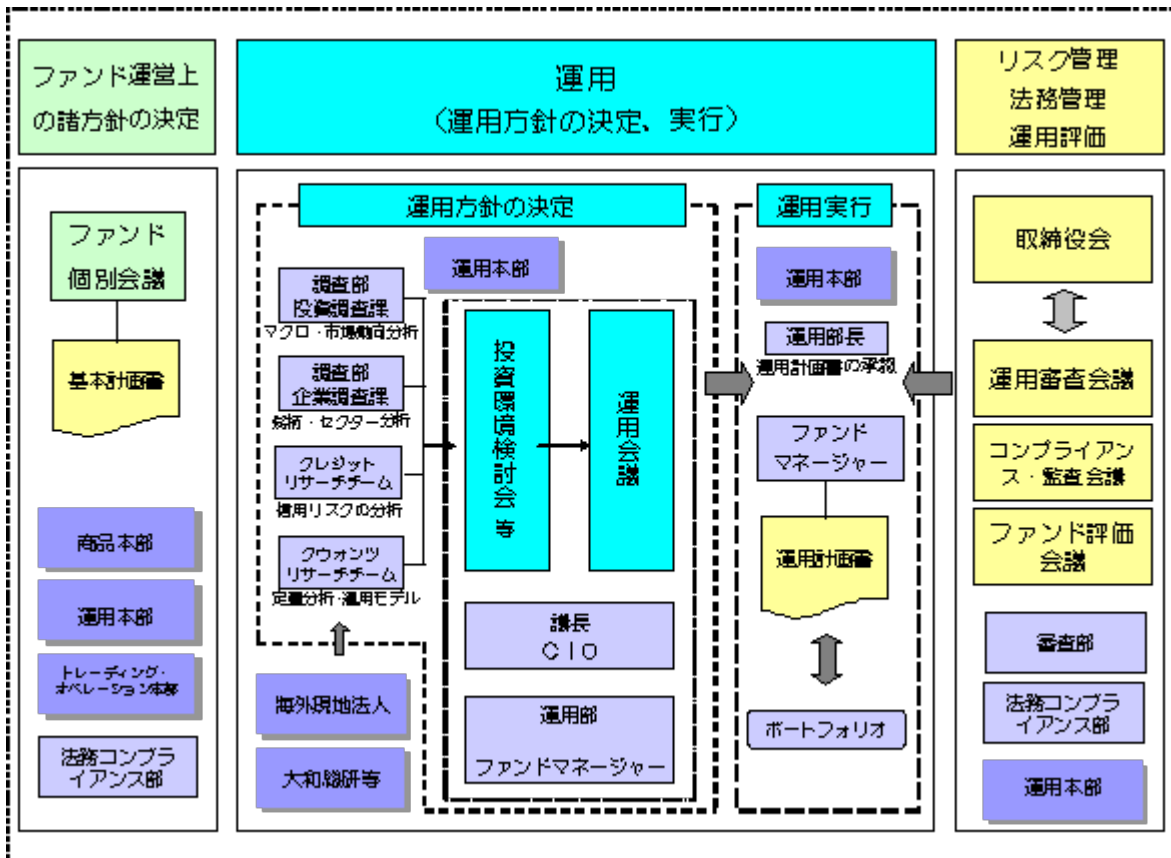 ファンド運営上
の諸方針の決定
ファンド
個別会議
基本計画書
商品本部
運用本部
トレーディング・
オペレーション本部
法務コンプラ
イアンス部
運用
(運用方針の決定、実行)
運用方針の決定
運用本部
調査部
投資調査課
マクロ・市場動向分析
調査部
企業調査課
銘柄・セクター分析
クレジット
リサーチチーム
信用リスクの分析
クウォンツ
リサーチチーム
定量分析・運用モデル
海外現地法人
大和総研等
投資環境検討会 等
運用会議
議長
CIO
運用部
ファンドマネージャー
運用実行
運用本部
運用部長
運用計画書の承認
ファンド
マネージャー
運用計画書
ポートフォリオ
リスク管理
法務管理
運用評価
取締役会
運用審査会議
コンプライアン
ス・監査会議
ファンド評価
会議
審査部
法務コンプラ
イアンス部
運用本部